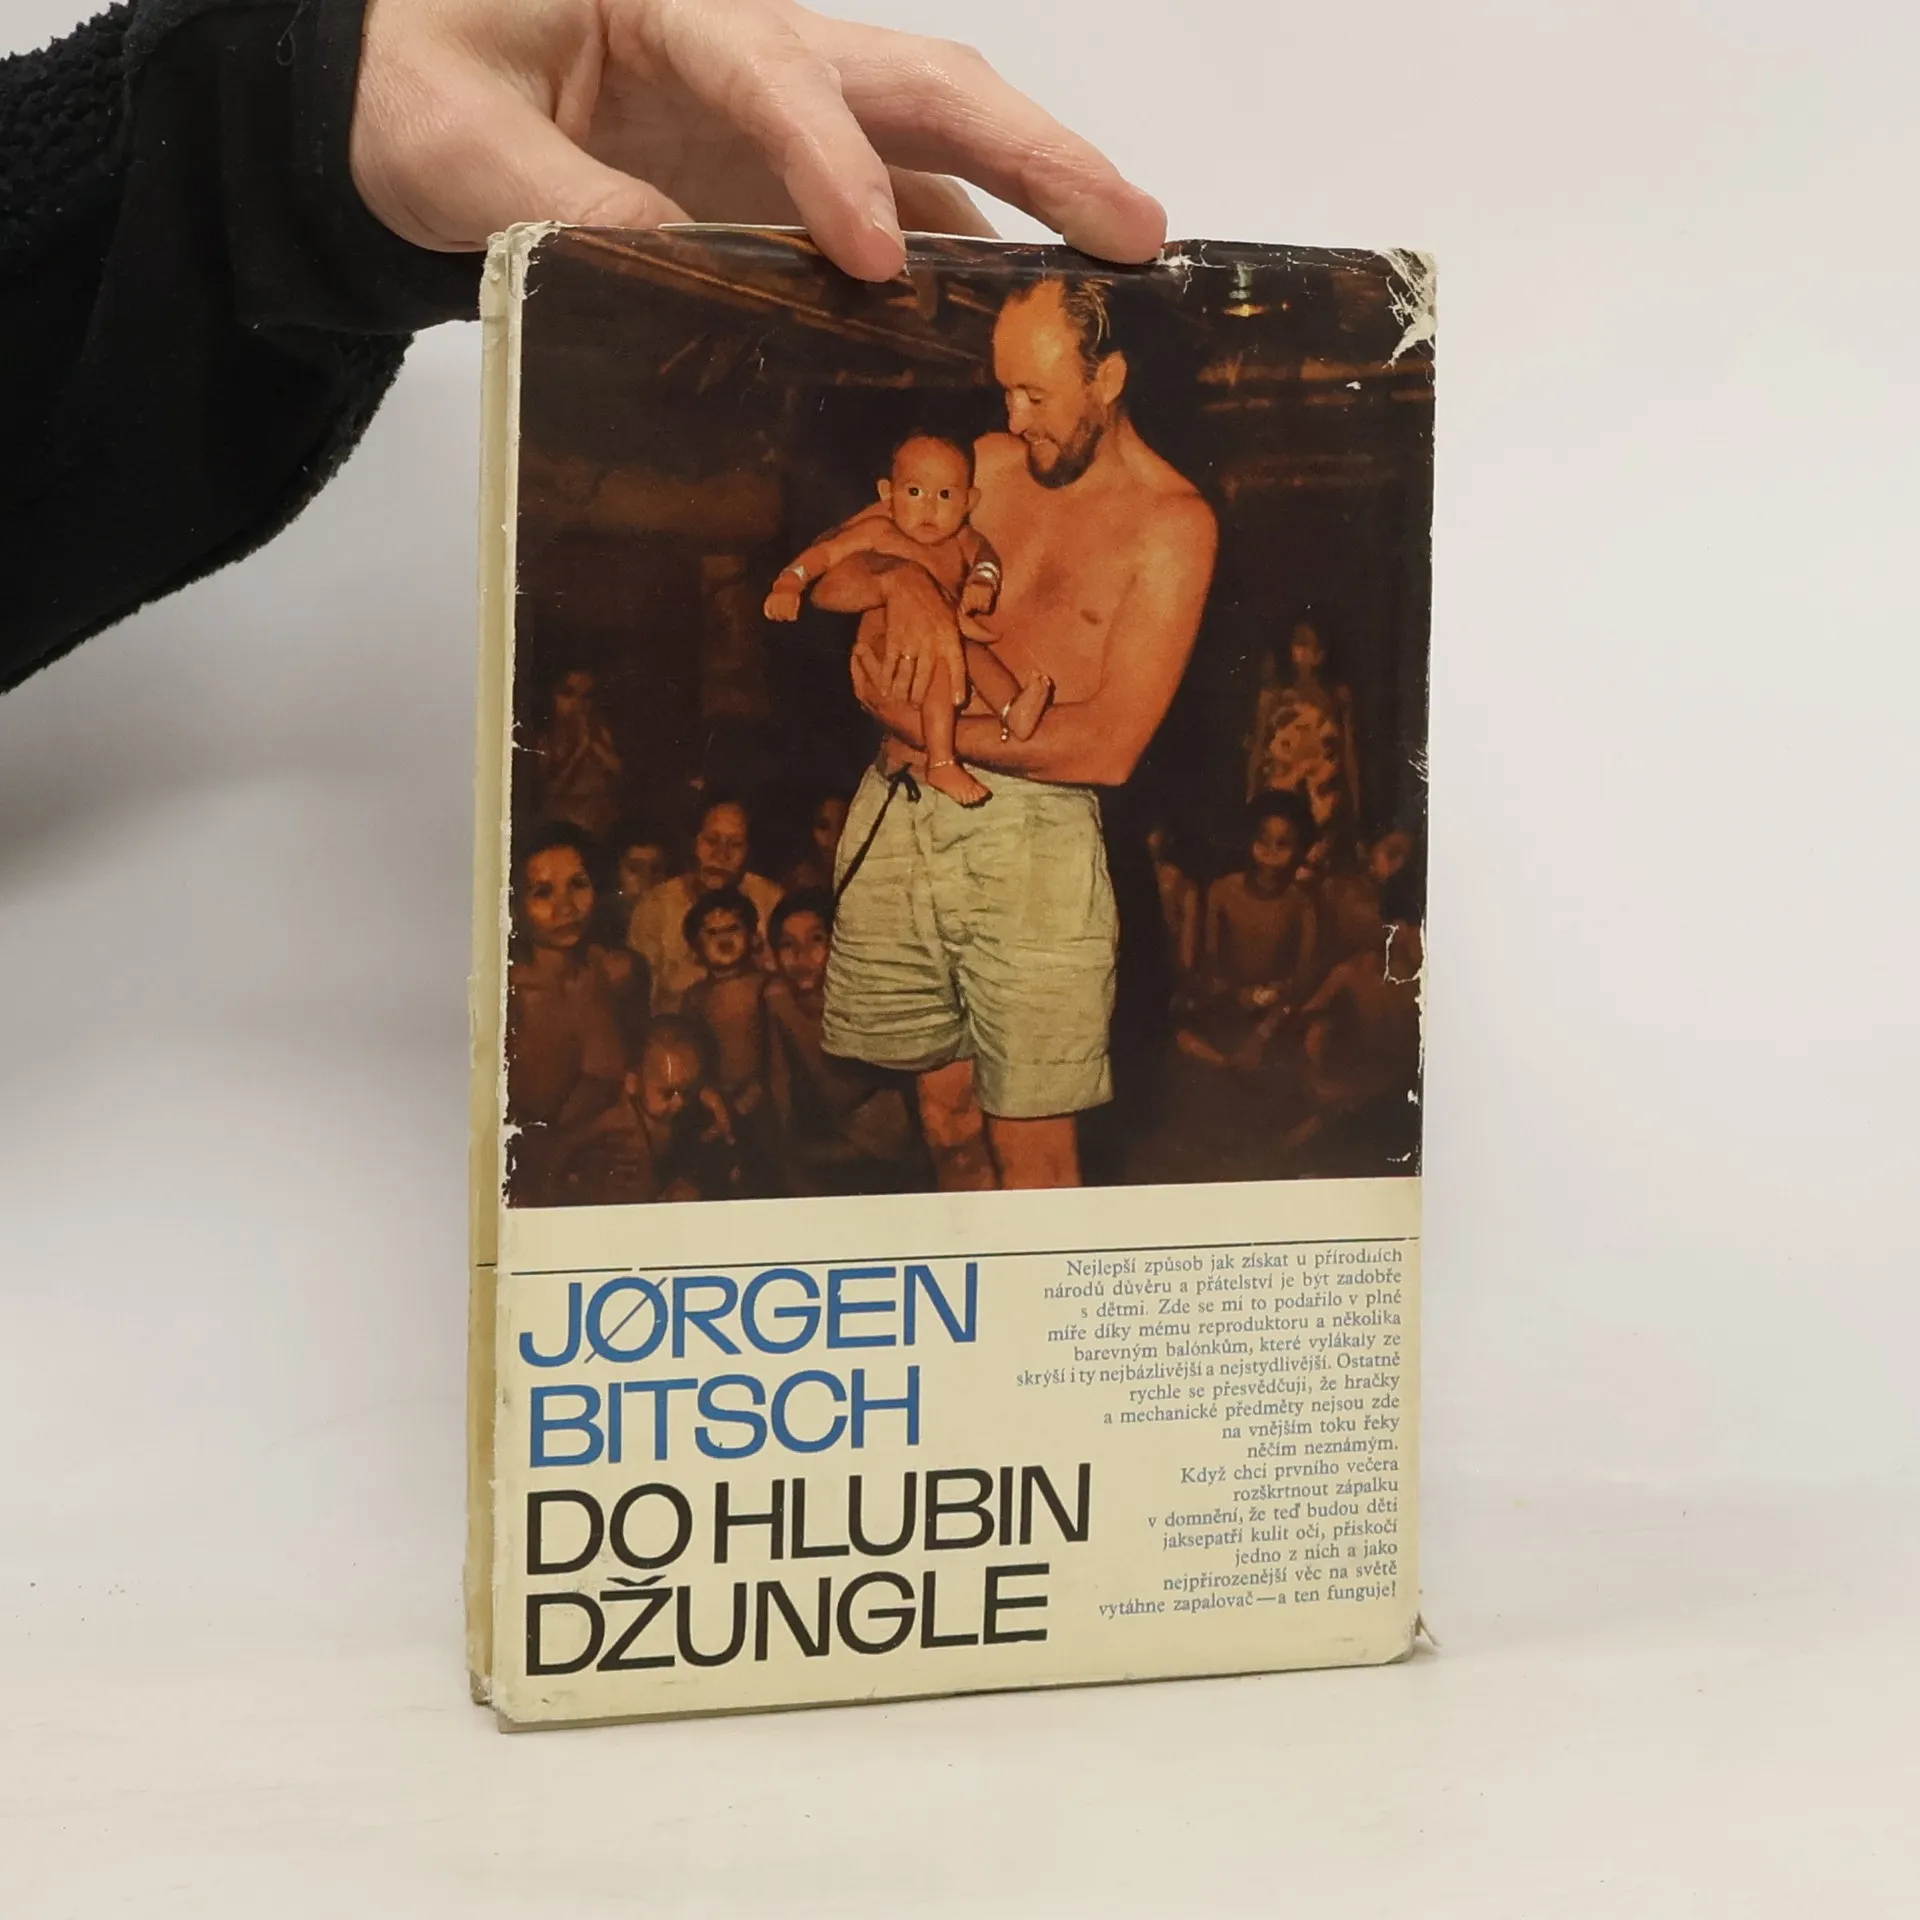 JØRGEN
BITSCH
DO HLUBIN
DŽUNGLE
Nejlepší způsob jak získat u přírodních
národů důvěru a přátelství je být zadobře
s dětmi. Zde se mi to podařilo v plné
míře díky mému reproduktoru a několika
barevným balónkům, které vylákaly ze
skrýší i ty nejbázlivější a nejstydlivější. Ostatně
rychle se přesvědčuji, že hračky
a mechanické předměty nejsou zde
na vnějším toku řeky
něčím neznámým.
Když chci prvního večera
rozškrtnout zápalku
v domnění, že teď budou děti
jaksepatří kulit oči, přiskočí
jedno z nich a jako
nejpřirozenější věc na světě
vytáhne zapalovač—a ten funguje!